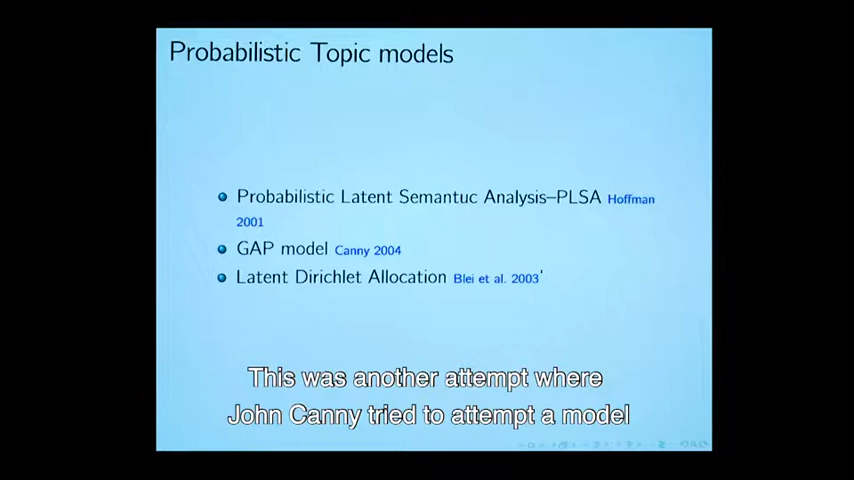 Probabilistic Topic models
Probabilistic Latent Semantuc Analysis–PLSA Hoffman
2001
GAP model Canny 2004
Latent Dirichlet Allocation Blei et al. 2003'
This was another attempt where
John Canny tried to attempt a model